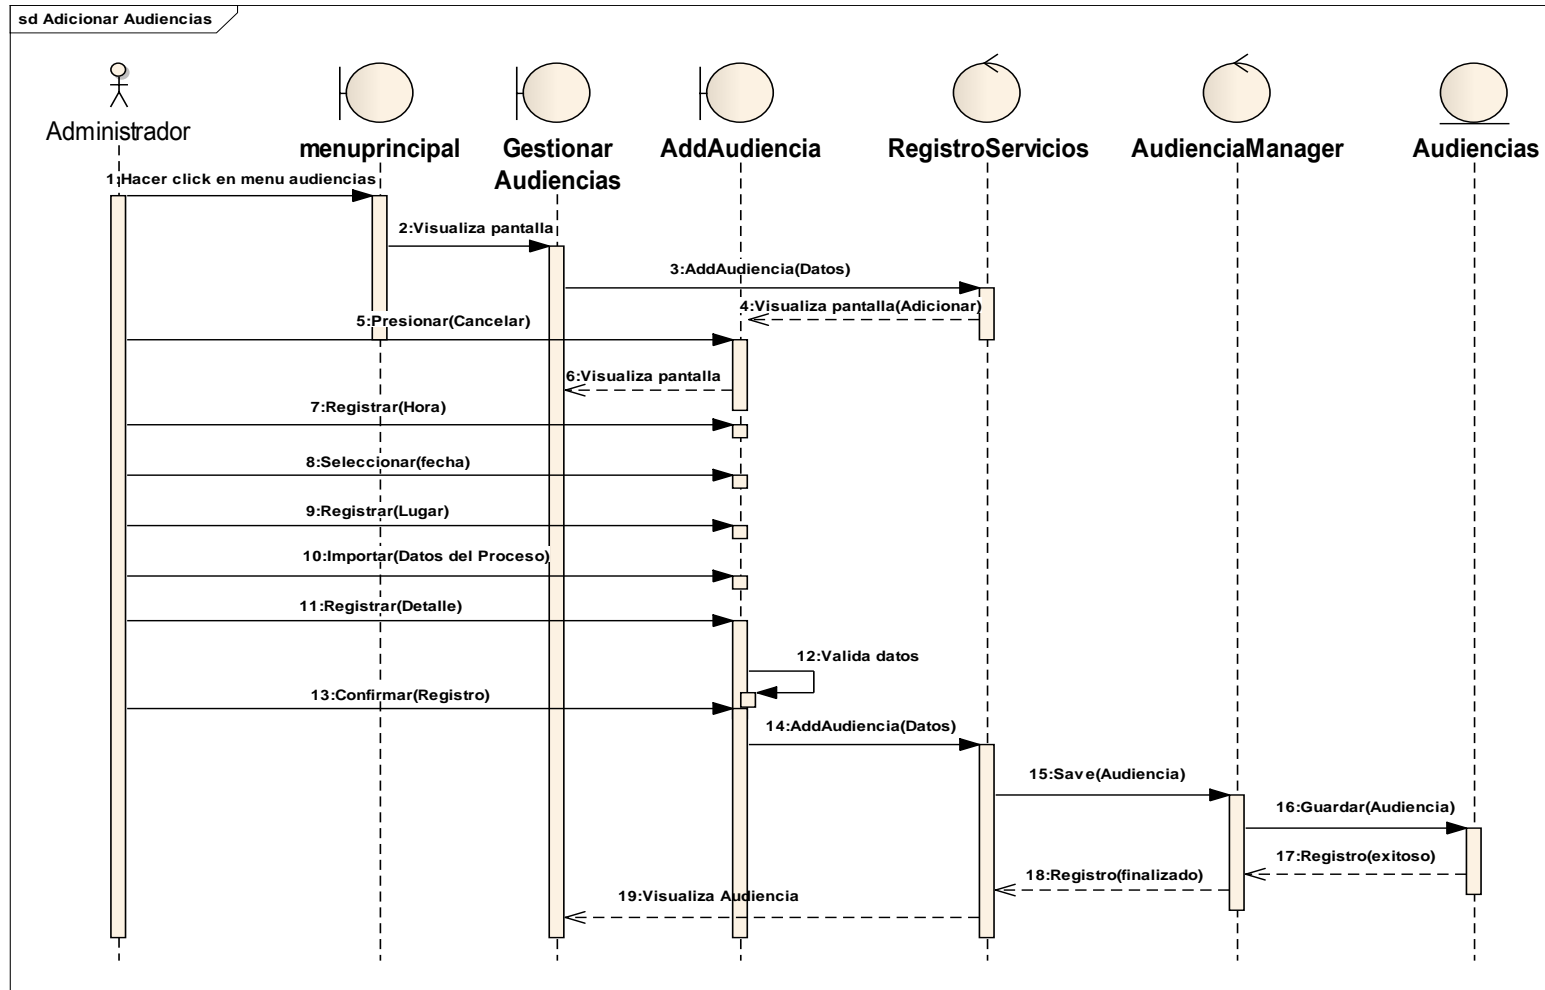 sd Adicionar Audiencias
Administrador
menuprincipal
Gestionar
Audiencias
AddAudiencia
RegistroServicios
AudienciaManager
Audiencias
1:Hacer click en menu audiencias
2:Visualiza pantalla
3:AddAudiencia(Datos)
4:Visualiza pantalla(Adicionar)
5:Presionar(Cancelar)
6:Visualiza pantalla
7:Registrar(Hora)
8:Seleccionar(fecha)
9:Registrar(Lugar)
10:Importar(Datos del Proceso)
11:Registrar(Detalle)
12:Valida datos
13:Confirmar(Registro)
14:AddAudiencia(Datos)
15:Save(Audiencia)
16:Guardar(Audiencia)
17:Registro(exitoso)
18:Registro(finalizado)
19:Visualiza Audiencia